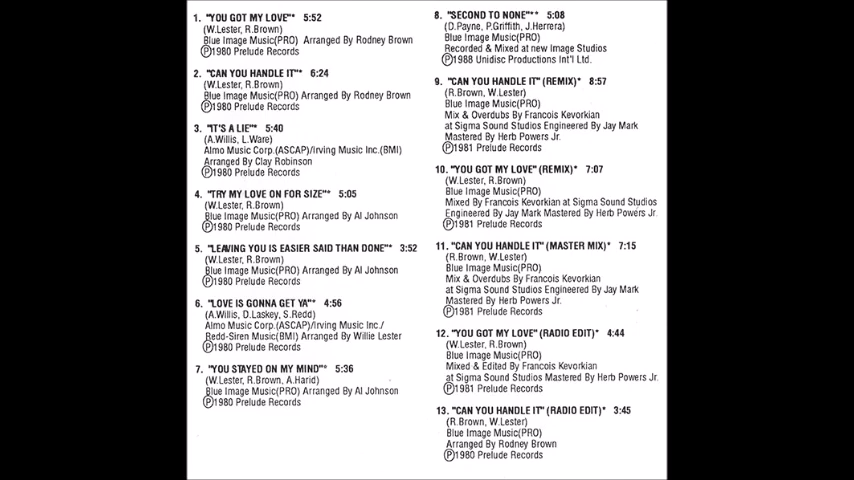 1. "YOU GOT MY LOVE"* 5:52
(W.Lester, R.Brown)
Blue Image Music(PRO) Arranged By Rodney Brown
Ⓟ1980 Prelude Records
2. "CAN YOU HANDLE IT"* 6:24
(W.Lester, R.Brown)
Blue Image Music(PRO) Arranged By Rodney Brown
Ⓟ1980 Prelude Records
3. "IT'S A LIE"* 5:40
(A.Willis, L.Ware)
Almo Music Corp.(ASCAP)/Irving Music Inc.(BMI)
Arranged By Clay Robinson
Ⓟ1980 Prelude Records
4. "TRY MY LOVE ON FOR SIZE"* 5:05
(W.Lester, R.Brown)
Blue Image Music(PRO) Arranged By Al Johnson
Ⓟ1980 Prelude Records
5. "LEAVING YOU IS EASIER SAID THAN DONE"* 3:52
(W.Lester, R.Brown)
Blue Image Music(PRO) Arranged By Al Johnson
Ⓟ1980 Prelude Records
6. "LOVE IS GONNA GET YA"* 4:56
(A.Willis, D.Laskey, S.Redd)
Almo Music Corp.(ASCAP)/Irving Music Inc./
Redd-Siren Music(BMI) Arranged By Willie Lester
Ⓟ1980 Prelude Records
7. "YOU STAYED ON MY MIND"* 5:36
(W.Lester, R.Brown, A.Harid)
Blue Image Music(PRO) Arranged By Al Johnson
Ⓟ1980 Prelude Records
8. "SECOND TO NONE"** 5:08
(D.Payne, P.Griffith, J.Herrera)
Blue Image Music(PRO)
Recorded & Mixed at new Image Studios
Ⓟ1988 Unidisc Productions Int'l Ltd.
9. "CAN YOU HANDLE IT" (REMIX)* 8:57
(R.Brown, W.Lester)
Blue Image Music(PRO)
Mix & Overdubs By Francois Kevorkian
at Sigma Sound Studios Engineered By Jay Mark
Mastered By Herb Powers Jr.
Ⓟ1981 Prelude Records
10. "YOU GOT MY LOVE" (REMIX)* 7:07
(W.Lester, R.Brown)
Blue Image Music(PRO)
Mixed By Francois Kevorkian at Sigma Sound Studios
Engineered By Jay Mark Mastered By Herb Powers Jr.
Ⓟ1981 Prelude Records
11. "CAN YOU HANDLE IT" (MASTER MIX)* 7:15
(R.Brown, W.Lester)
Blue Image Music(PRO)
Mix & Overdubs By Francois Kevorkian
at Sigma Sound Studios Engineered By Jay Mark
Mastered By Herb Powers Jr.
Ⓟ1981 Prelude Records
12. "YOU GOT MY LOVE" (RADIO EDIT)* 4:44
(W.Lester, R.Brown)
Blue Image Music(PRO)
Mixed & Edited By Francois Kevorkian
at Sigma Sound Studios Mastered By Herb Powers Jr.
Ⓟ1981 Prelude Records
13. "CAN YOU HANDLE IT" (RADIO EDIT)* 3:45
(R.Brown, W.Lester)
Blue Image Music(PRO)
Arranged By Rodney Brown
Ⓟ1980 Prelude Records